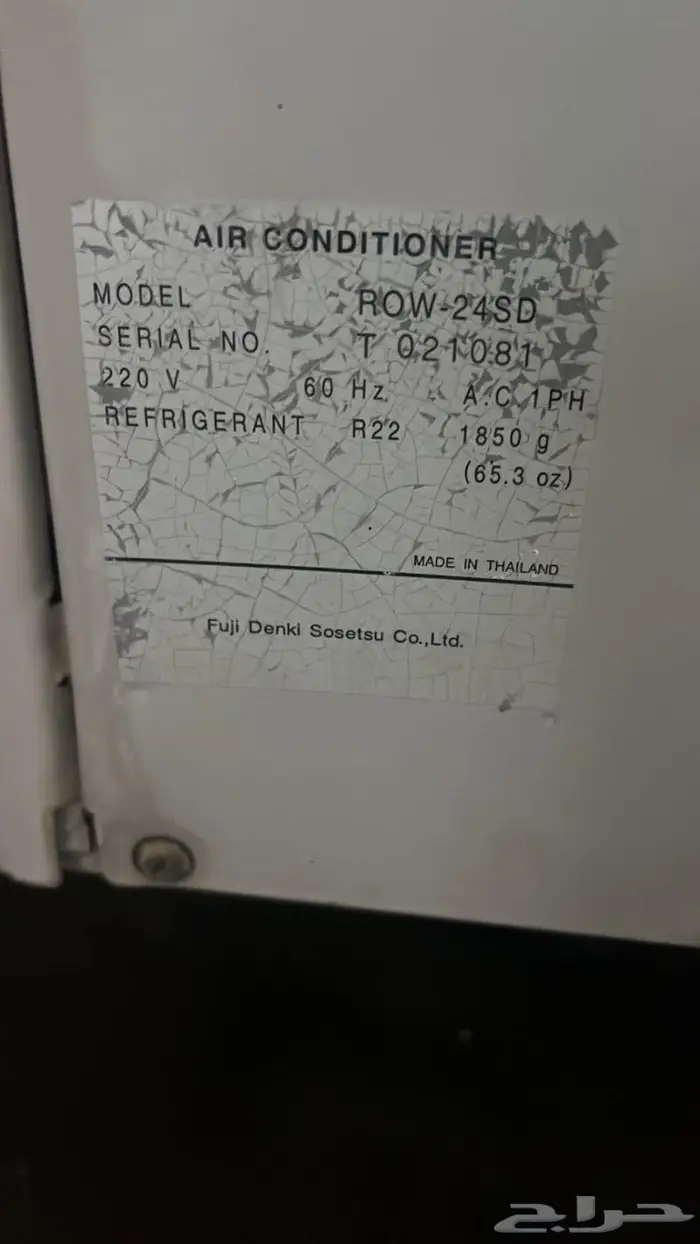 AIR CONDITIONER
MODEL ROW-24SD
SERIAL NO. T 021081
220 V 60 Hz A.C. 1PH
REFRIGERANT R22 1850 g
(65.3 oz)
MADE IN THAILAND
Fuji Denki Sosetsu Co.,Ltd.
حراج